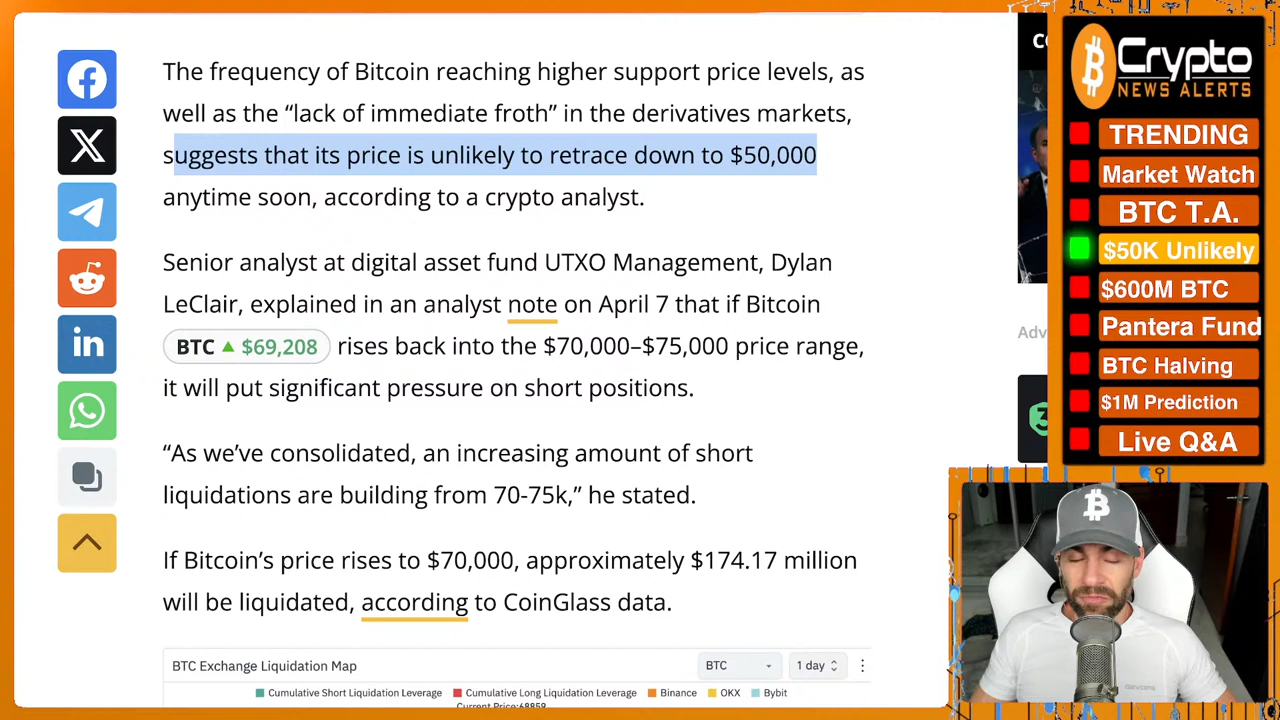 The frequency of Bitcoin reaching higher support price levels, as
well as the “lack of immediate froth” in the derivatives markets,
suggests that its price is unlikely to retrace down to $50,000
anytime soon, according to a crypto analyst.
Senior analyst at digital asset fund UTXO Management, Dylan
LeClair, explained in an analyst note on April 7 that if Bitcoin
BTC ▲ $69,208 rises back into the $70,000–$75,000 price range,
it will put significant pressure on short positions.
“As we’ve consolidated, an increasing amount of short
liquidations are building from 70-75k,” he stated.
If Bitcoin’s price rises to $70,000, approximately $174.17 million
will be liquidated, according to CoinGlass data.
BTC Exchange Liquidation Map
BTC
1 day
Cumulative Short Liquidation Leverage Cumulative Long Liquidation Leverage Binance OKX Bybit
Current Price:68859
Adv
Crypto
NEWS ALERTS
TRENDING
Market Watch
BTC T.A.
$50K Unlikely
$600M BTC
Pantera Fund
BTC Halving
$1M Prediction
Live Q&A